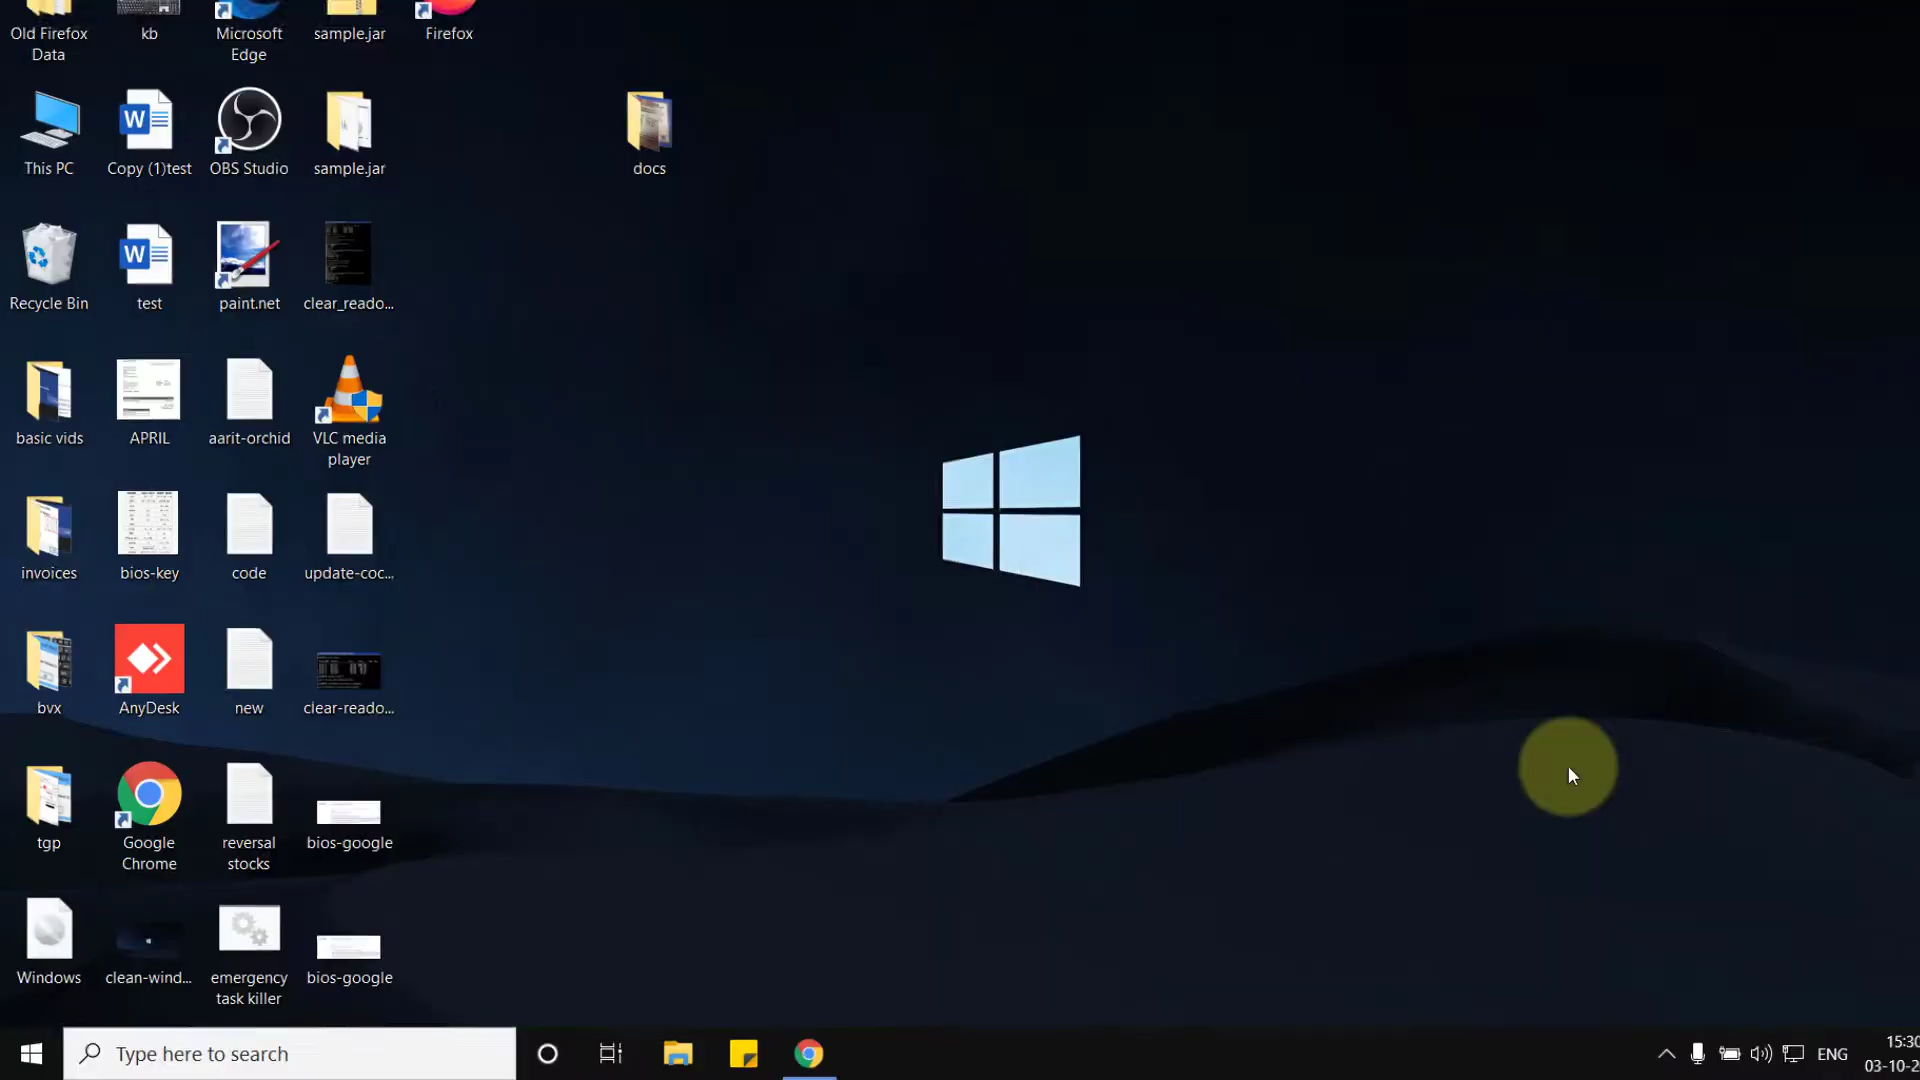 Old Firefox
Data
kb
Microsoft
Edge
sample.jar
Firefox
This PC
Copy (1)test
OBS Studio
sample.jar
docs
Recycle Bin
test
paint.net
clear_reado...
basic vids
APRIL
aarit-orchid
VLC media
player
invoices
bios-key
code
update-coc...
bvx
AnyDesk
new
clear-reado...
tgp
Google
Chrome
reversal
stocks
bios-google
Windows
clean-wind...
emergency
task killer
bios-google
Type here to search
ENG
15:30
03-10-2